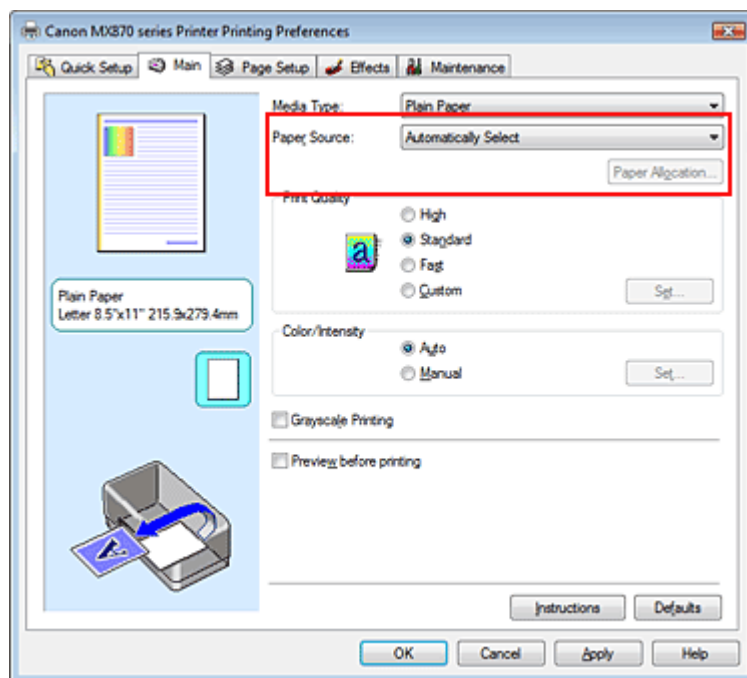 Canon MX870 series Printer Printing Preferences
Quick Setup Main Page Setup Effects Maintenance
Media Type: Plain Paper
Paper Source: Automatically Select
Paper Allocation...
Print Quality
High
Standard
Fast
Custom Set...
Plain Paper
Letter 8.5"x11" 215.9x279.4mm
Color/Intensity
Auto
Manual Set...
Grayscale Printing
Preview before printing
Instructions Defaults
OK Cancel Apply Help